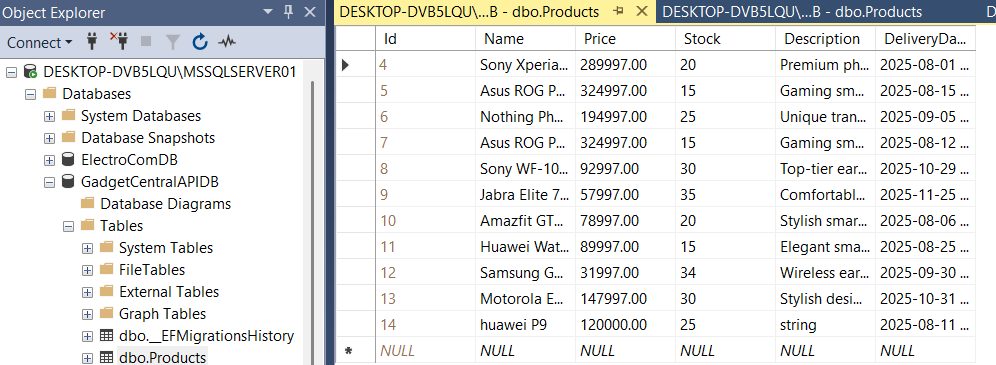 Object Explorer
Connect
DESKTOP-DVB5LQU\MSSQLSERVER01
Databases
System Databases
Database Snapshots
ElectroComDB
GadgetCentralAPIDB
Database Diagrams
Tables
System Tables
FileTables
External Tables
Graph Tables
dbo.__EFMigrationsHistory
dbo.Products
DESKTOP-DVB5LQU\...B - dbo.Products
DESKTOP-DVB5LQU\...B - dbo.Products
D
Id Name Price Stock Description DeliveryDa...
4 Sony Xperia... 289997.00 20 Premium ph... 2025-08-01 ...
5 Asus ROG P... 324997.00 15 Gaming sm... 2025-08-15 ...
6 Nothing Ph... 194997.00 25 Unique tran... 2025-09-05 ...
7 Asus ROG P... 324997.00 15 Gaming sm... 2025-08-12 ...
8 Sony WF-10... 92997.00 30 Top-tier ear... 2025-10-29 ...
9 Jabra Elite 7... 57997.00 35 Comfortabl... 2025-11-25 ...
10 Amazfit GT... 78997.00 20 Stylish smar... 2025-08-06 ...
11 Huawei Wat... 89997.00 15 Elegant sma... 2025-08-25 ...
12 Samsung G... 31997.00 34 Wireless ear... 2025-09-30 ...
13 Motorola E... 147997.00 30 Stylish desi... 2025-10-31 ...
14 huawei P9 120000.00 25 string 2025-08-11 ...
NULL NULL NULL NULL NULL NULL